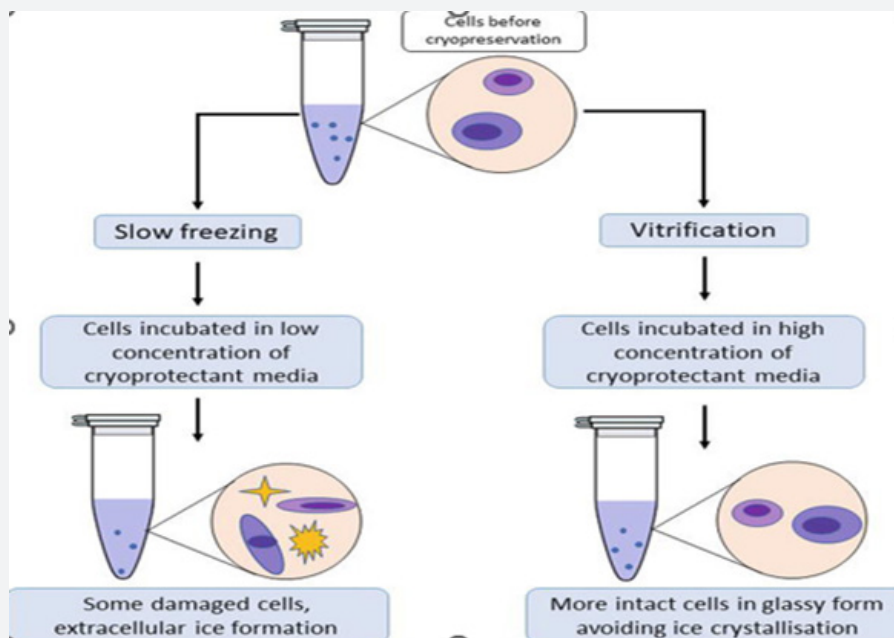 Cells before
cryopreservation
Slow freezing
Vitrification
Cells incubated in low
concentration of
cryoprotectant media
Cells incubated in high
concentration of
cryoprotectant media
Some damaged cells,
extracellular ice formation
More intact cells in glassy form
avoiding ice crystallisation